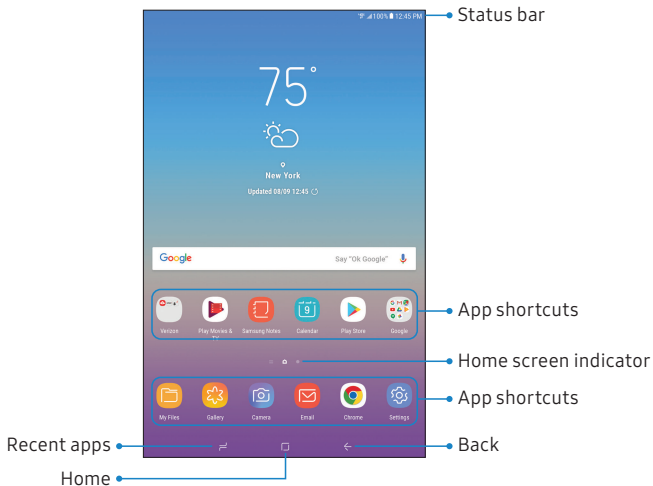 100% 12:45 PM
Status bar
75°
New York
Updated 08/09 12:45
Google
Say "Ok Google"
App shortcuts
Verizon
Play Movies &
TV
Samsung Notes
9
Calendar
Play Store
Google
Home screen indicator
App shortcuts
My Files
Gallery
Camera
Email
Chrome
Settings
Recent apps
Back
Home